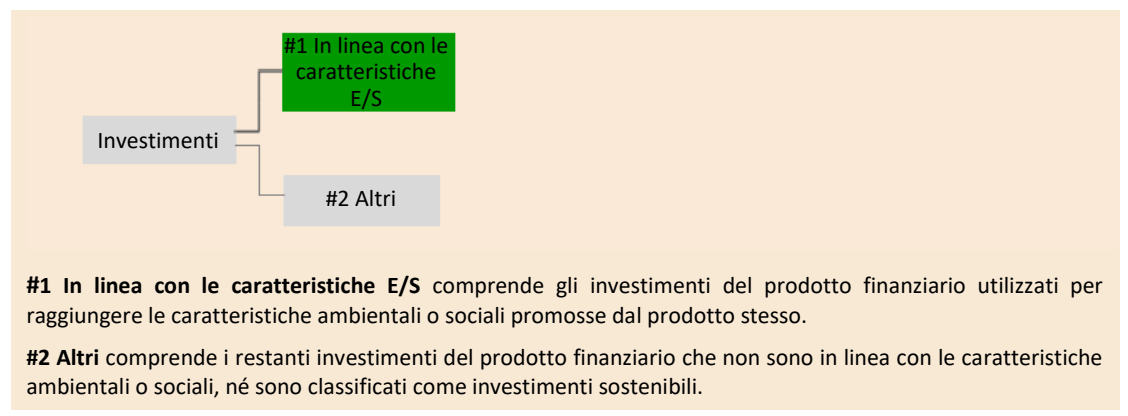 #1 In linea con le
caratteristiche
E/S
Investimenti
#2 Altri
#1 In linea con le caratteristiche E/S comprende gli investimenti del prodotto finanziario utilizzati per
raggiungere le caratteristiche ambientali o sociali promosse dal prodotto stesso.
#2 Altri comprende i restanti investimenti del prodotto finanziario che non sono in linea con le caratteristiche
ambientali o sociali, né sono classificati come investimenti sostenibili.